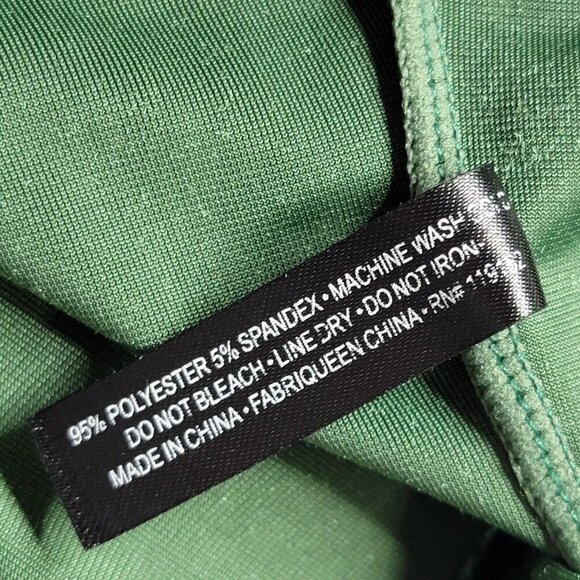 95% POLYESTER 5% SPANDEX • MACHINE WASH
DO NOT BLEACH • LINE DRY • DO NOT IRON
MADE IN CHINA • FABRIQUEEN CHINA • RN# 119